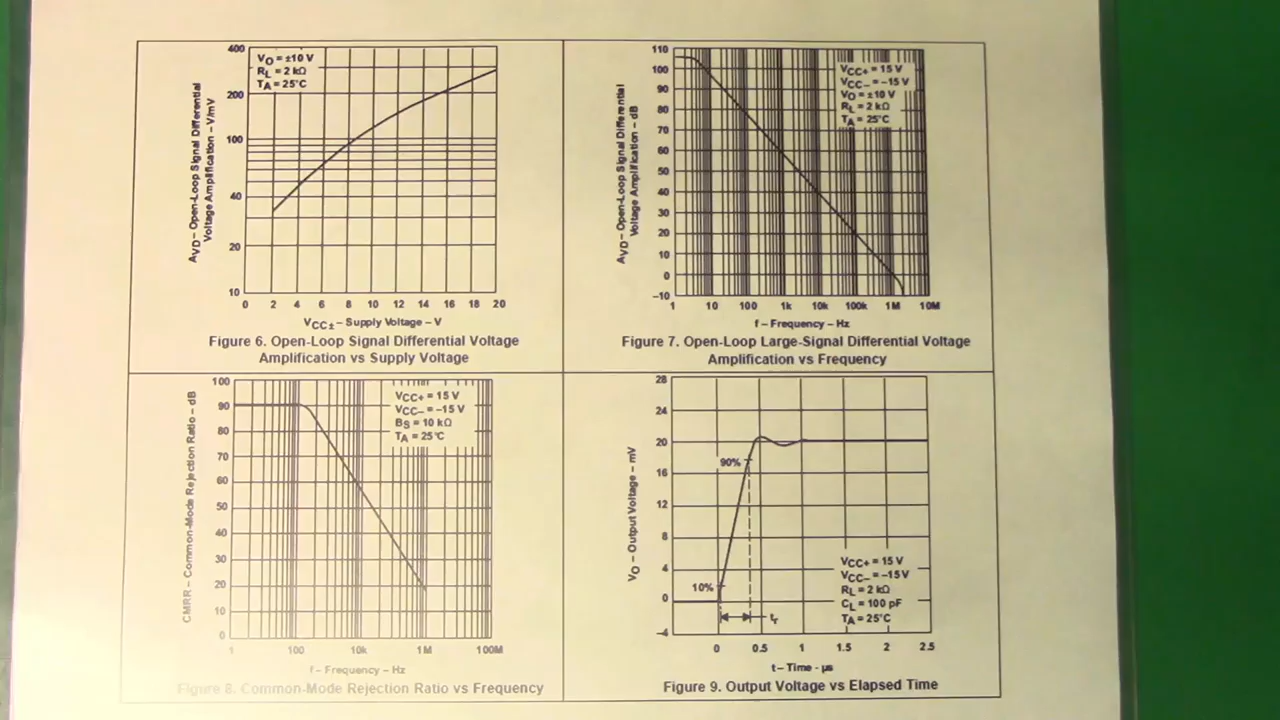 400
200
100
40
20
10
AVD – Open-Loop Signal Differential
Voltage Amplification – V/mV
VO = ±10 V
RL = 2 kΩ
TA = 25°C
0 2 4 6 8 10 12 14 16 18 20
VCC± – Supply Voltage – V
Figure 6. Open-Loop Signal Differential Voltage
Amplification vs Supply Voltage
110
100
90
80
70
60
50
40
30
20
10
0
–10
AVD – Open-Loop Signal Differential
Voltage Amplification – dB
VCC+ = 15 V
VCC– = –15 V
VO = ±10 V
RL = 2 kΩ
TA = 25°C
1 10 100 1k 10k 100k 1M 10M
f – Frequency – Hz
Figure 7. Open-Loop Large-Signal Differential Voltage
Amplification vs Frequency
100
90
80
70
60
50
40
30
20
10
0
CMRR – Common-Mode Rejection Ratio – dB
VCC+ = 15 V
VCC– = –15 V
BS = 10 kΩ
TA = 25°C
1 100 10k 1M 100M
f – Frequency – Hz
Figure 8. Common-Mode Rejection Ratio vs Frequency
28
24
20
16
12
8
4
0
–4
VO – Output Voltage – mV
90%
10%
tr
VCC+ = 15 V
VCC– = –15 V
RL = 2 kΩ
CL = 100 pF
TA = 25°C
0 0.5 1 1.5 2 2.5
t – Time - µs
Figure 9. Output Voltage vs Elapsed Time